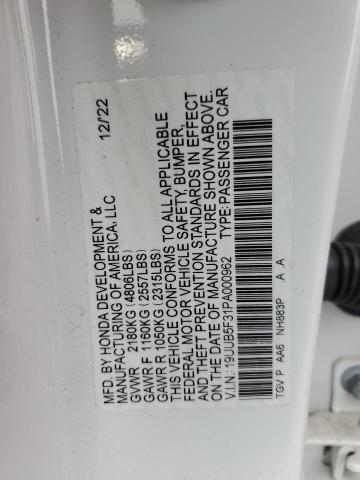 MFD. BY HONDA DEVELOPMENT &
MANUFACTURING OF AMERICA, LLC 12/'22
GVWR 2180KG (4806LBS)
GAWR F 1160KG (2557LBS)
GAWR R 1050KG (2315LBS)
THIS VEHICLE CONFORMS TO ALL APPLICABLE
FEDERAL MOTOR VEHICLE SAFETY, BUMPER,
AND THEFT PREVENTION STANDARDS IN EFFECT
ON THE DATE OF MANUFACTURE SHOWN ABOVE.
V.I.N.: 19UUB5F31PA000962 TYPE: PASSENGER CAR
TGV P AA6 NH883P .A .A